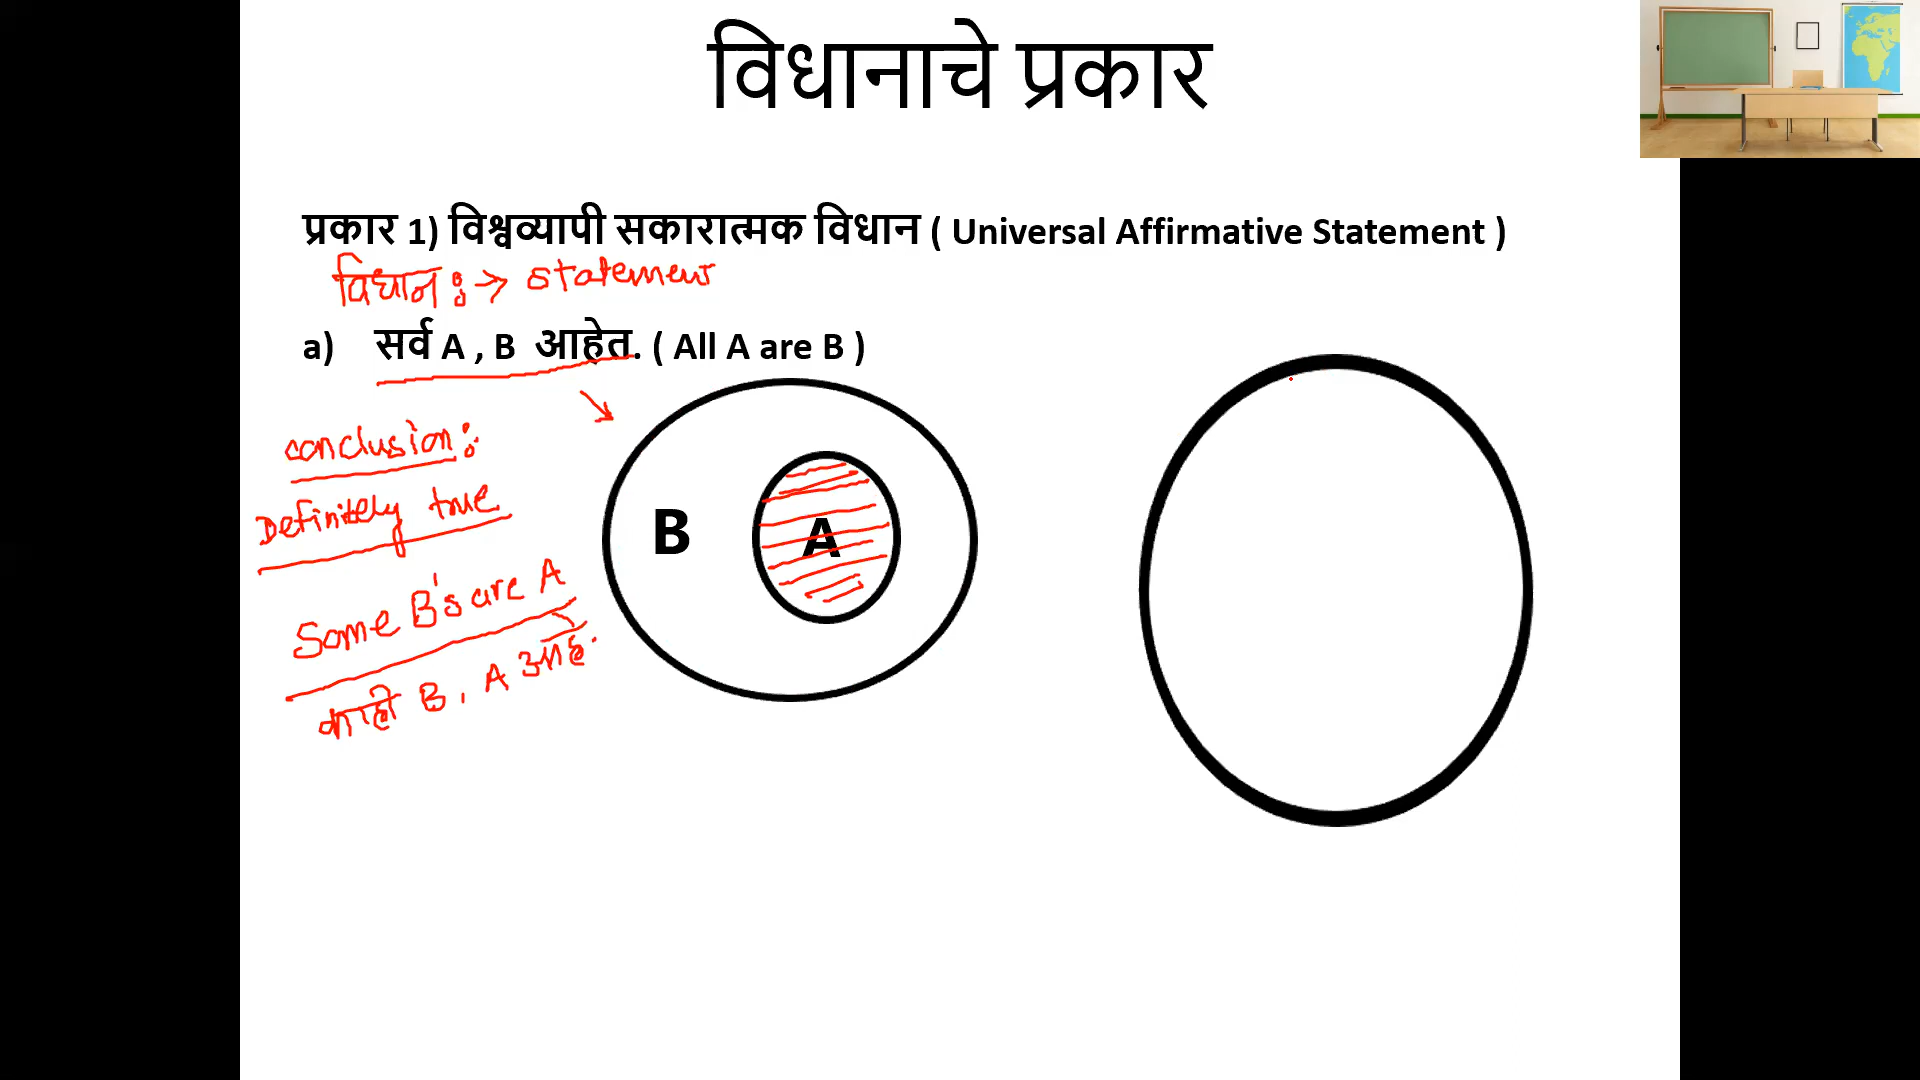 विधानाचे प्रकार
प्रकार 1) विश्वव्यापी सकारात्मक विधान ( Universal Affirmative Statement )
विधान : → statement
a) सर्व A , B आहेत. ( All A are B )
conclusion :
Definitely true
Some B's are A
काही B , A आहे.
B
A